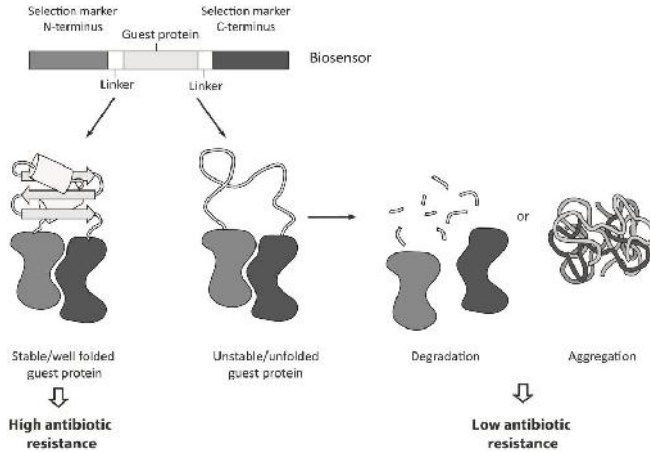 Selection marker
N-terminus
Selection marker
C-terminus
Guest protein
Biosensor
Linker
Linker
or
Stable/well folded
guest protein
Unstable/unfolded
guest protein
Degradation
Aggregation
High antibiotic
resistance
Low antibiotic
resistance